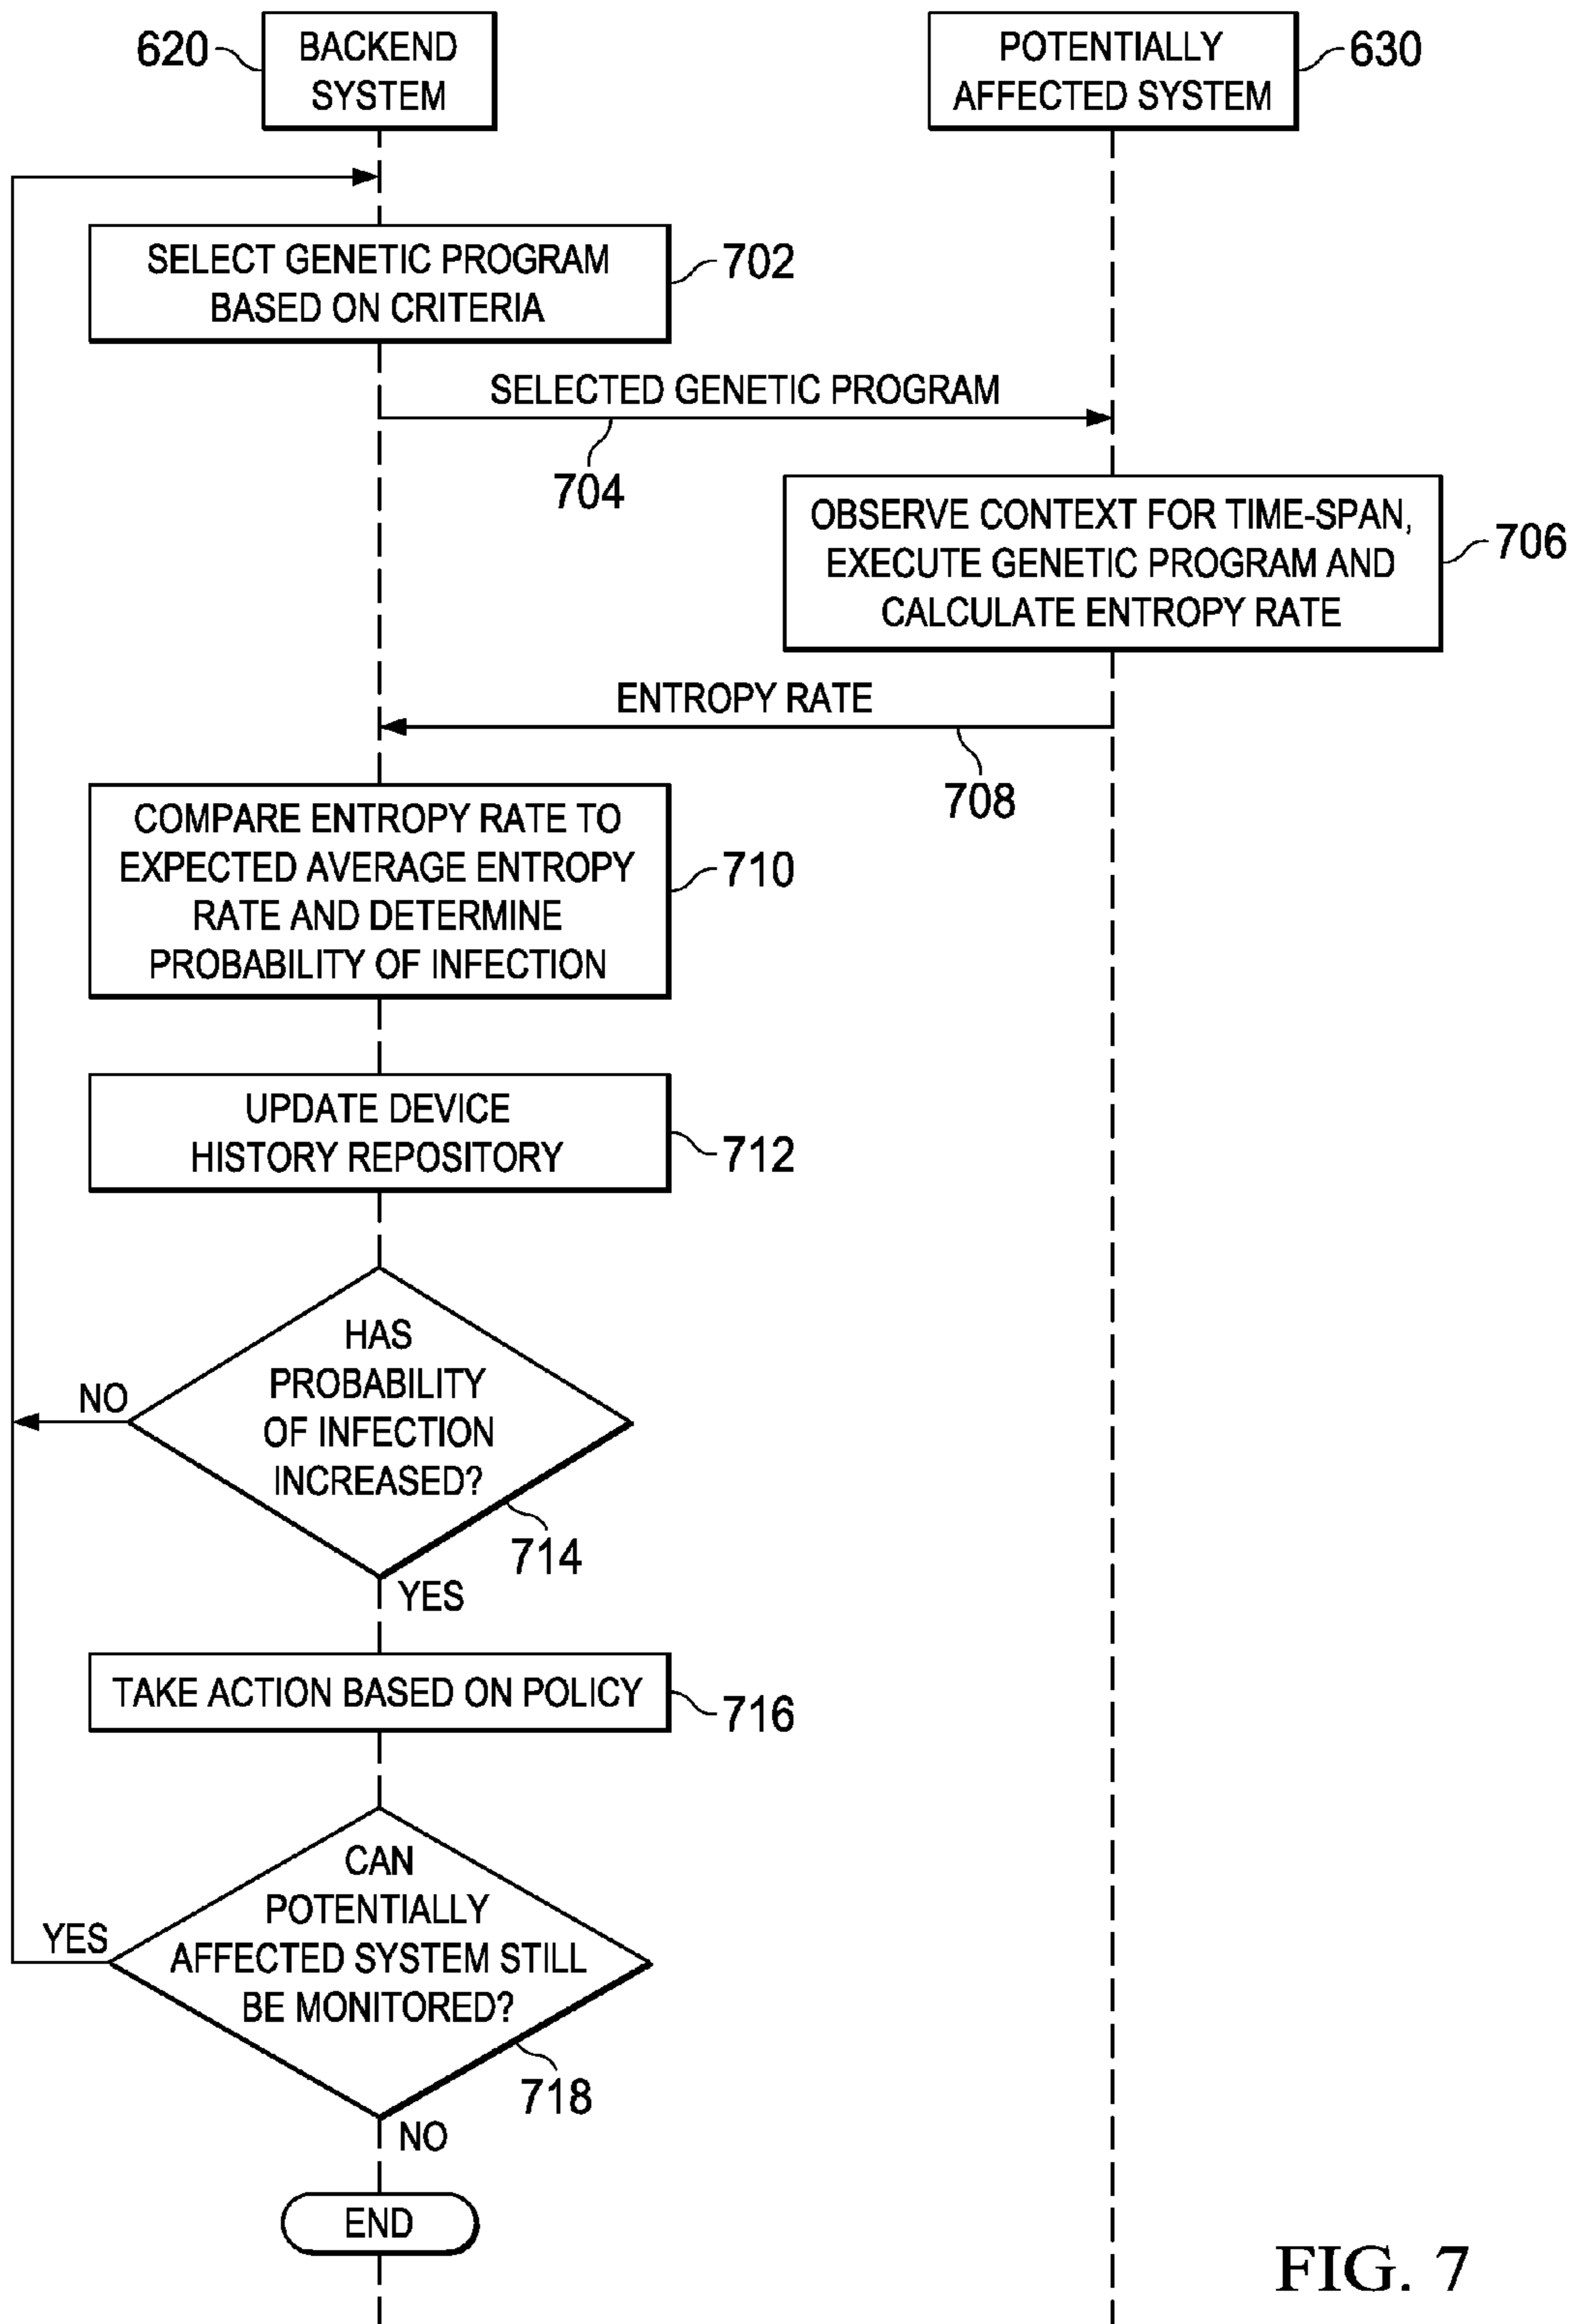 620
BACKEND
SYSTEM
POTENTIALLY
AFFECTED SYSTEM
630
SELECT GENETIC PROGRAM
BASED ON CRITERIA
702
SELECTED GENETIC PROGRAM
704
OBSERVE CONTEXT FOR TIME-SPAN,
EXECUTE GENETIC PROGRAM AND
CALCULATE ENTROPY RATE
706
ENTROPY RATE
708
COMPARE ENTROPY RATE TO
EXPECTED AVERAGE ENTROPY
RATE AND DETERMINE
PROBABILITY OF INFECTION
710
UPDATE DEVICE
HISTORY REPOSITORY
712
HAS
PROBABILITY
OF INFECTION
INCREASED?
NO
714
YES
TAKE ACTION BASED ON POLICY
716
CAN
POTENTIALLY
AFFECTED SYSTEM STILL
BE MONITORED?
YES
718
NO
END
FIG. 7